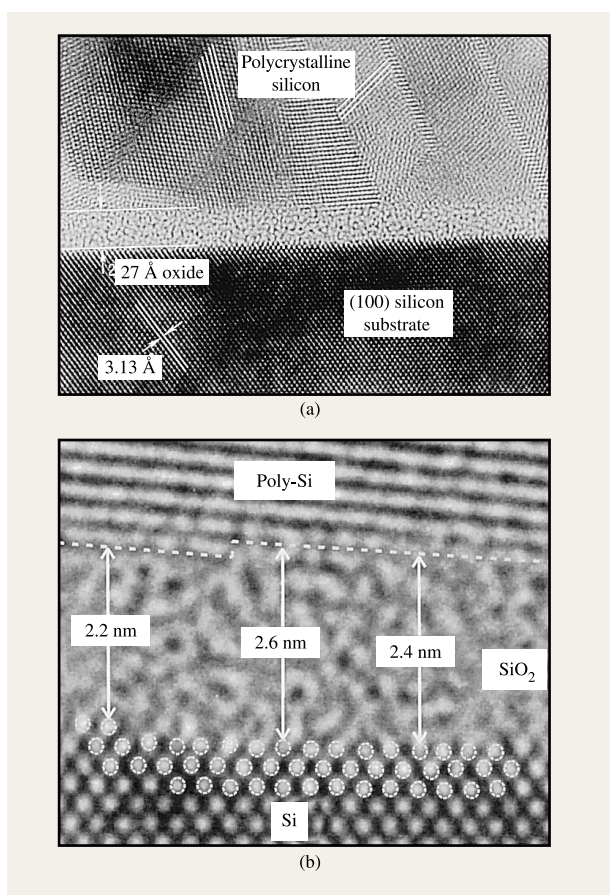 Polycrystalline
silicon
27 Å oxide
(100) silicon
substrate
3.13 Å
(a)
Poly-Si
2.2 nm
2.6 nm
2.4 nm
SiO₂
Si
(b)